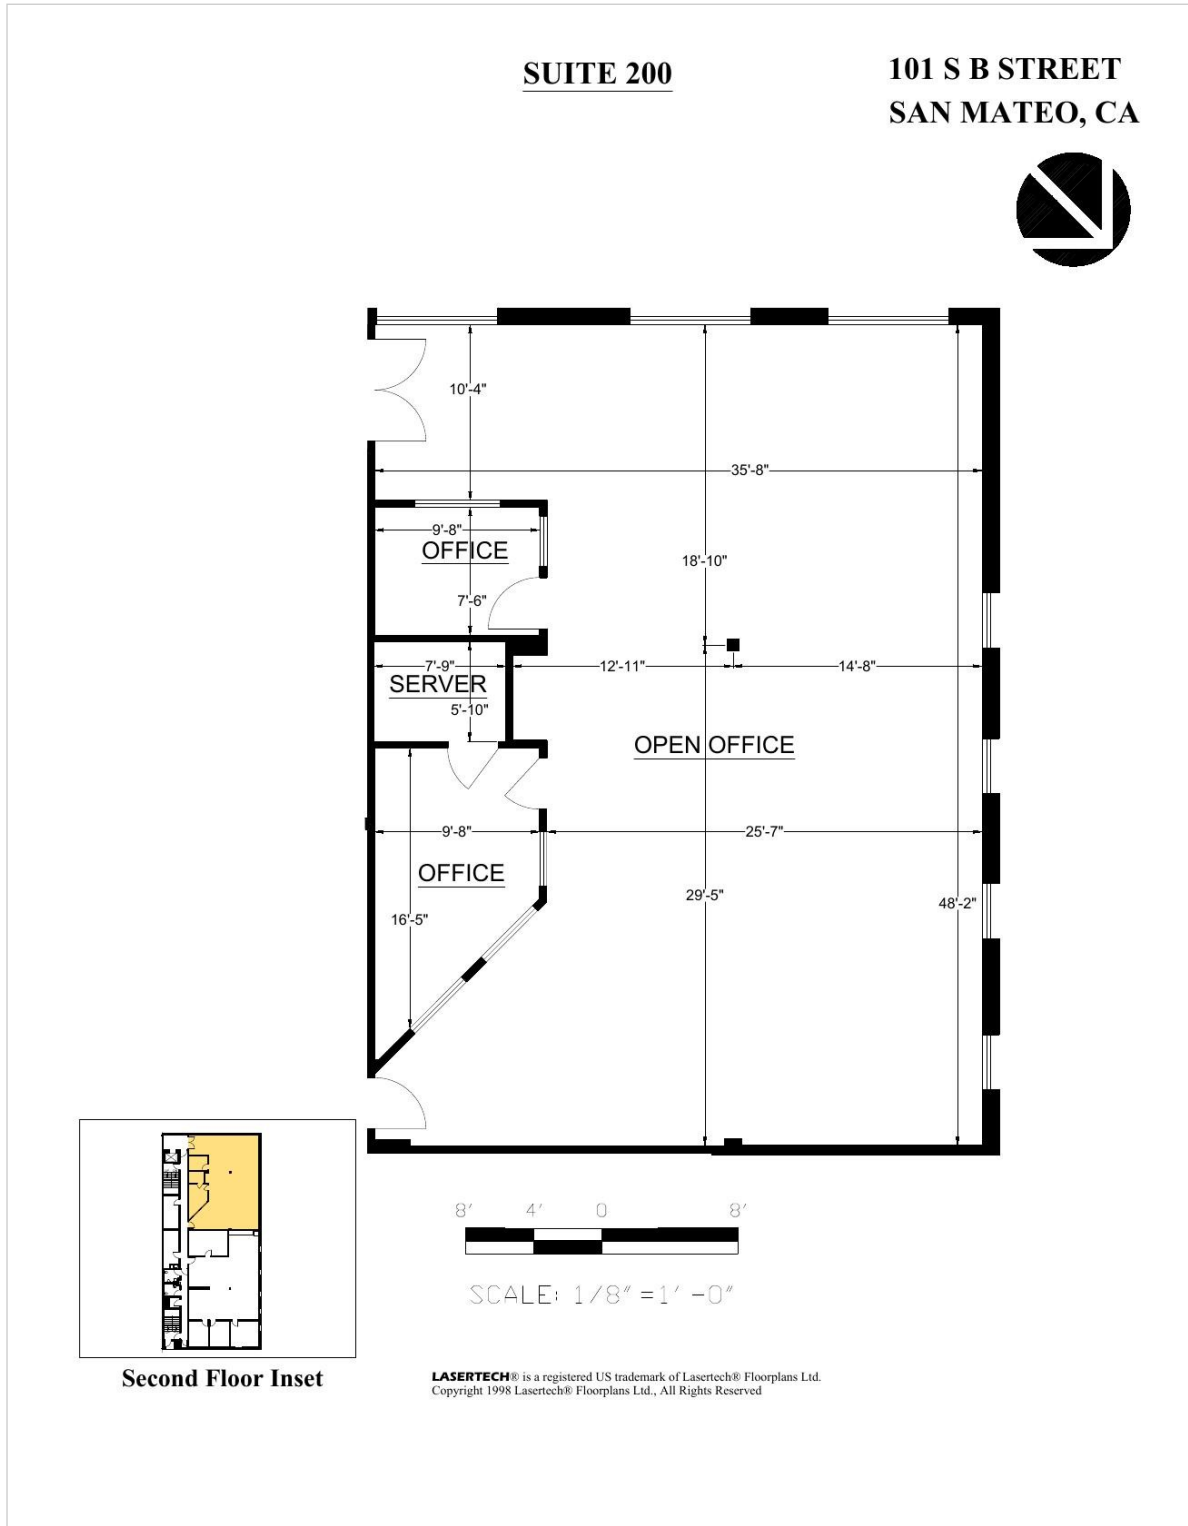 SUITE 200
101 S B STREET
SAN MATEO, CA
10'-4"
35'-8"
9'-8"
OFFICE
18'-10"
7'-6"
7'-9"
12'-11"
14'-8"
SERVER
5'-10"
OPEN OFFICE
9'-8"
25'-7"
OFFICE
29'-5"
48'-2"
16'-5"
8' 4' 0 8'
SCALE: 1/8"=1'-0"
Second Floor Inset
LASERTECH® is a registered US trademark of Lasertech® Floorplans Ltd.
Copyright 1998 Lasertech® Floorplans Ltd., All Rights Reserved